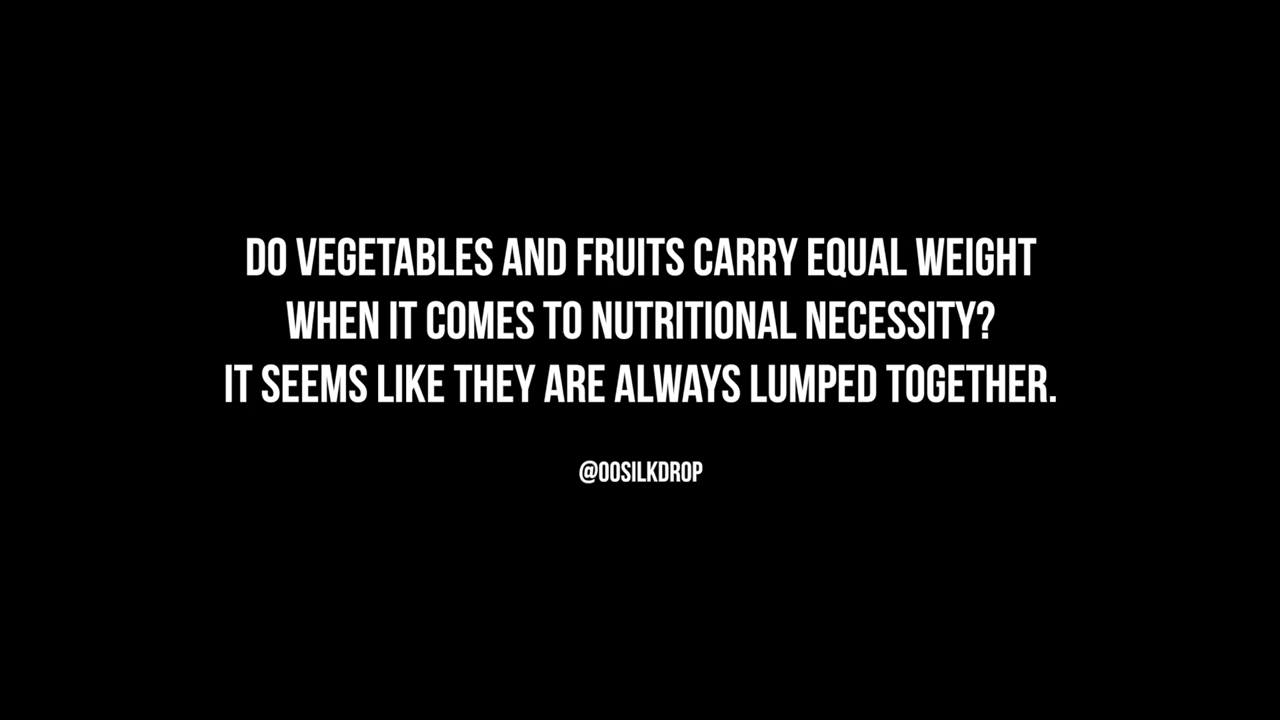 DO VEGETABLES AND FRUITS CARRY EQUAL WEIGHT
WHEN IT COMES TO NUTRITIONAL NECESSITY?
IT SEEMS LIKE THEY ARE ALWAYS LUMPED TOGETHER.
@OOSILKDROP